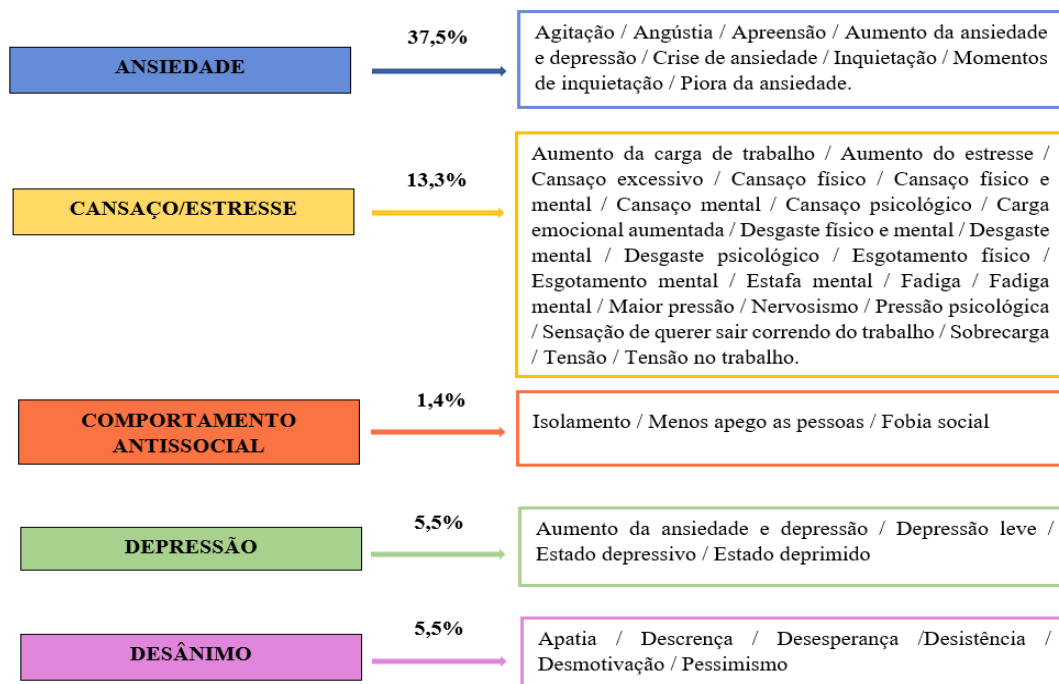 37,5%
ANSIEDADE
Agitação / Angústia / Apreensão / Aumento da ansiedade
e depressão / Crise de ansiedade / Inquietação / Momentos
de inquietação / Piora da ansiedade.
13,3%
CANSAÇO/ESTRESSE
Aumento da carga de trabalho / Aumento do estresse /
Cansaço excessivo / Cansaço físico / Cansaço físico e
mental / Cansaço mental / Cansaço psicológico / Carga
emocional aumentada / Desgaste físico e mental / Desgaste
mental / Desgaste psicológico / Esgotamento físico /
Esgotamento mental / Estafa mental / Fadiga / Fadiga
mental / Maior pressão / Nervosismo / Pressão psicológica
/ Sensação de querer sair correndo do trabalho / Sobrecarga
/ Tensão / Tensão no trabalho.
1,4%
COMPORTAMENTO
ANTISSOCIAL
Isolamento / Menos apego as pessoas / Fobia social
5,5%
DEPRESSÃO
Aumento da ansiedade e depressão / Depressão leve /
Estado depressivo / Estado deprimido
5,5%
DESÂNIMO
Apatia / Descrença / Desesperança /Desistência /
Desmotivação / Pessimismo